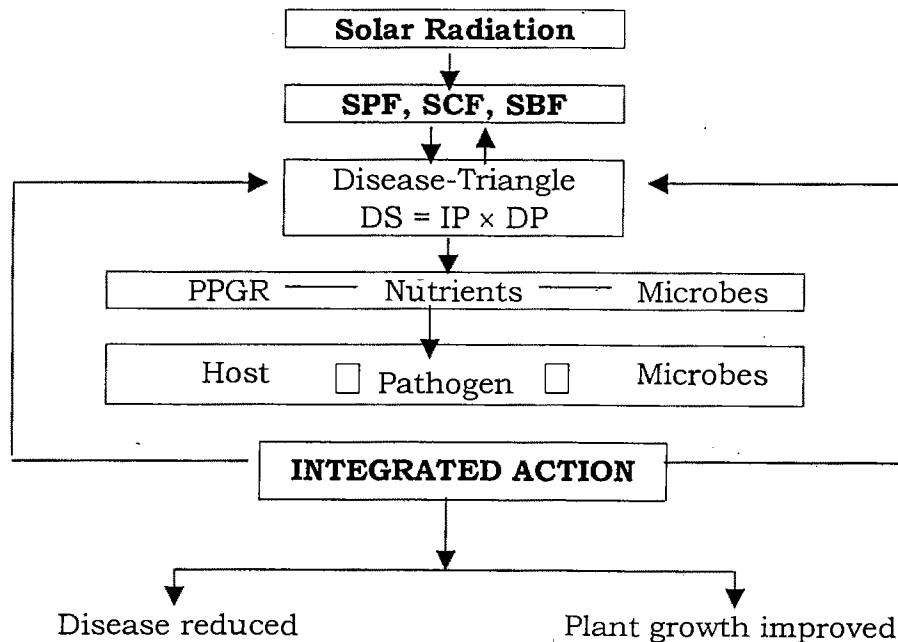 Solar Radiation
SPF, SCF, SBF
Disease-Triangle
DS = IP × DP
PPGR Nutrients Microbes
Host Pathogen Microbes
INTEGRATED ACTION
Disease reduced Plant growth improved